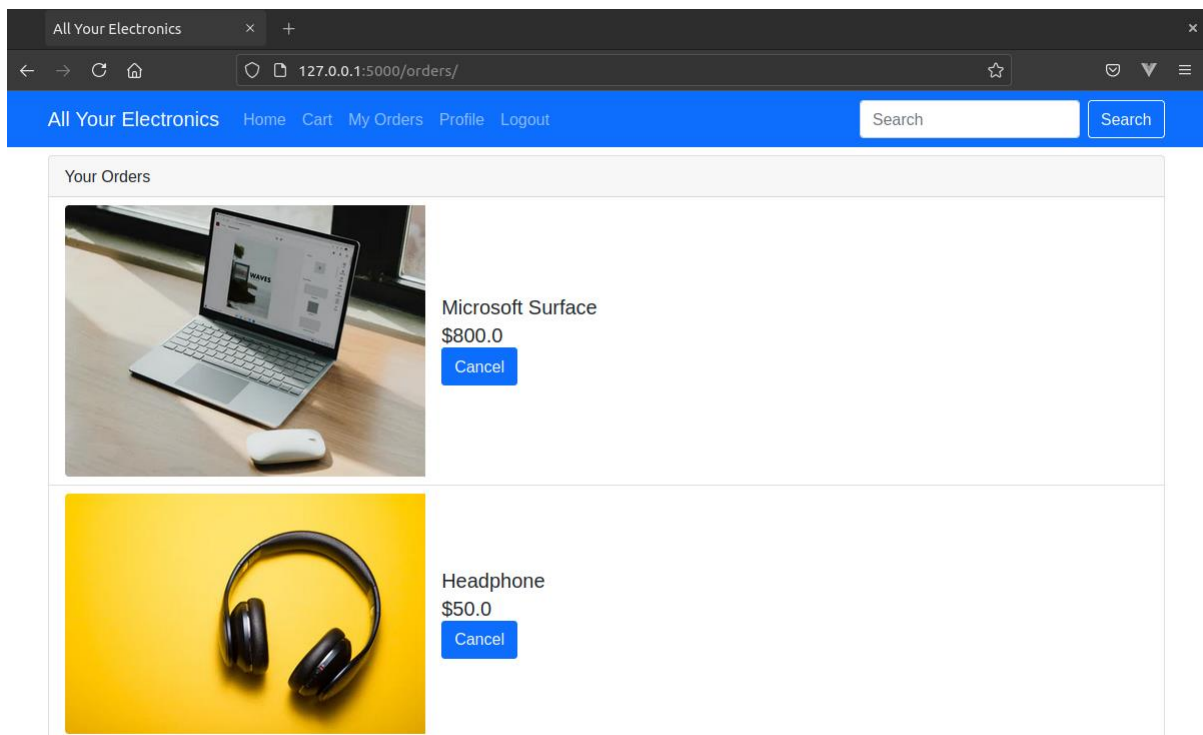 All Your Electronics
127.0.0.1:5000/orders/
All Your Electronics Home Cart My Orders Profile Logout Search Search
Your Orders
WAVES
Microsoft Surface
$800.0
Cancel
Headphone
$50.0
Cancel